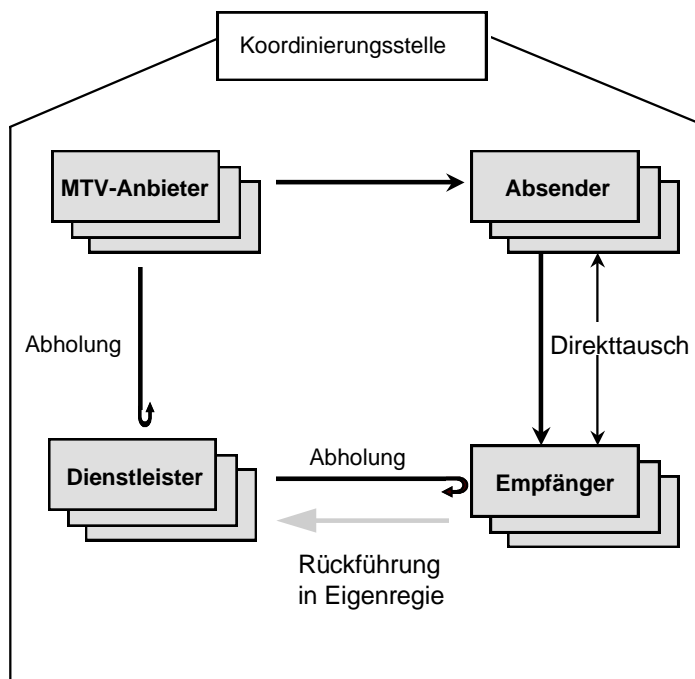 Koordinierungsstelle
MTV-Anbieter
Absender
Abholung
Direkttausch
Dienstleister
Abholung
Empfänger
Rückführung
in Eigenregie